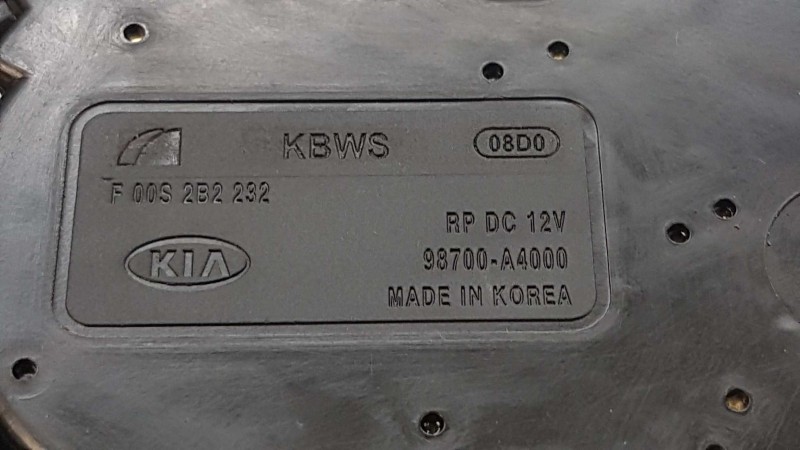 KBWS 08D0
F 00S 2B2 232
RP DC 12V
KIA 98700-A4000
MADE IN KOREA